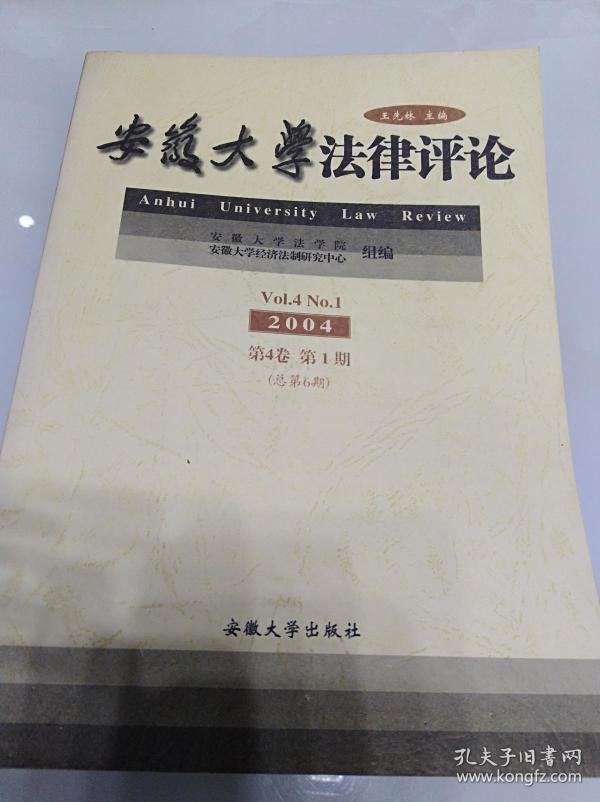 王先林 主编
安徽大学法律评论
Anhui University Law Review
安徽大学法学院
安徽大学经济法制研究中心 组编
Vol.4 No.1
2004
第4卷 第1期
(总第6期)
安徽大学出版社
孔夫子旧书网
www.kongfz.com